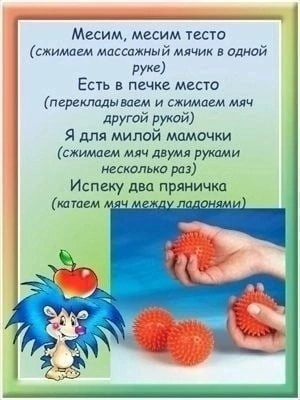 Месим, месим тесто
(сжимаем массажный мячик в одной
руке)
Есть в печке место
(перекладываем и сжимаем мяч
другой рукой)
Я для милой мамочки
(сжимаем мяч двумя руками
несколько раз)
Испеку два пряничка
(катаем мяч между ладонями)